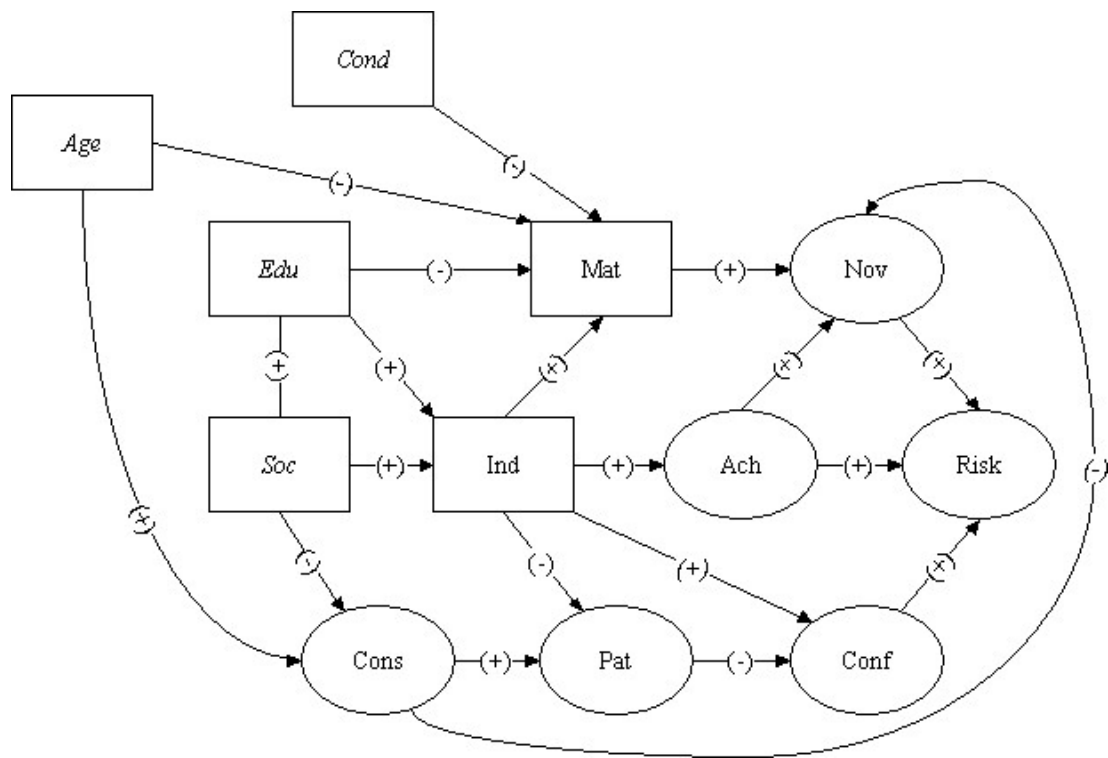 Cond
Age
(-)
(-)
Edu
(-)
Mat
(+)
Nov
(+)
(+)
(+)
(+)
(+)
Soc
(+)
Ind
(+)
Ach
(+)
Risk
(-)
(+)
(-)
(+)
(+)
Cons
(+)
Pat
(-)
Conf